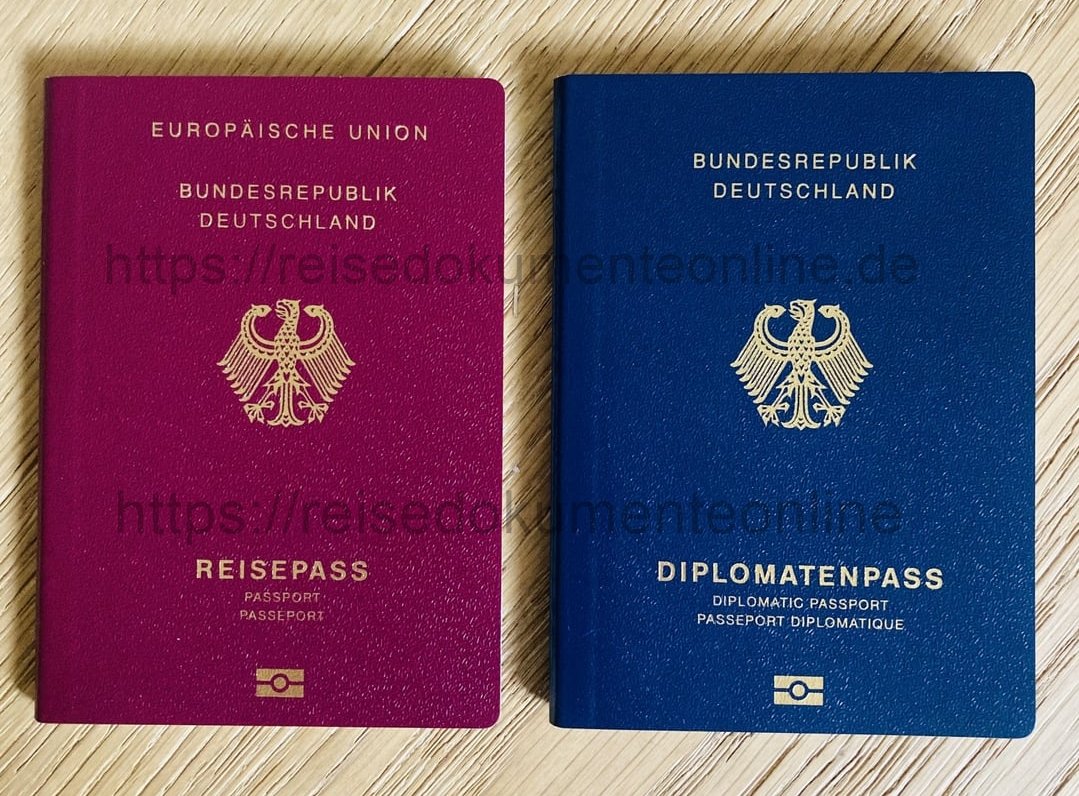 EUROPÄISCHE UNION
BUNDESREPUBLIK
DEUTSCHLAND
REISEPASS
PASSPORT
PASSEPORT
BUNDESREPUBLIK
DEUTSCHLAND
DIPLOMATENPASS
DIPLOMATIC PASSPORT
PASSEPORT DIPLOMATIQUE
https://reisedokumenteonline.de
https://reisedokumenteonline